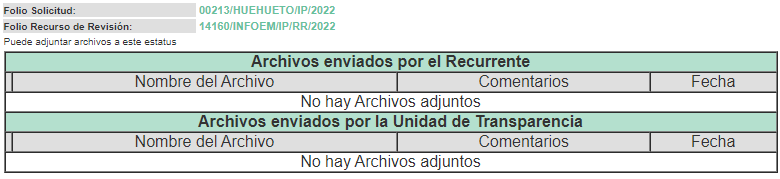 Folio Solicitud: 00213/HUEHUETO/IP/2022
Folio Recurso de Revisión: 14160/INFOEM/IP/RR/2022
Puede adjuntar archivos a este estatus
Archivos enviados por el Recurrente
Nombre del Archivo Comentarios Fecha
No hay Archivos adjuntos
Archivos enviados por la Unidad de Transparencia
Nombre del Archivo Comentarios Fecha
No hay Archivos adjuntos